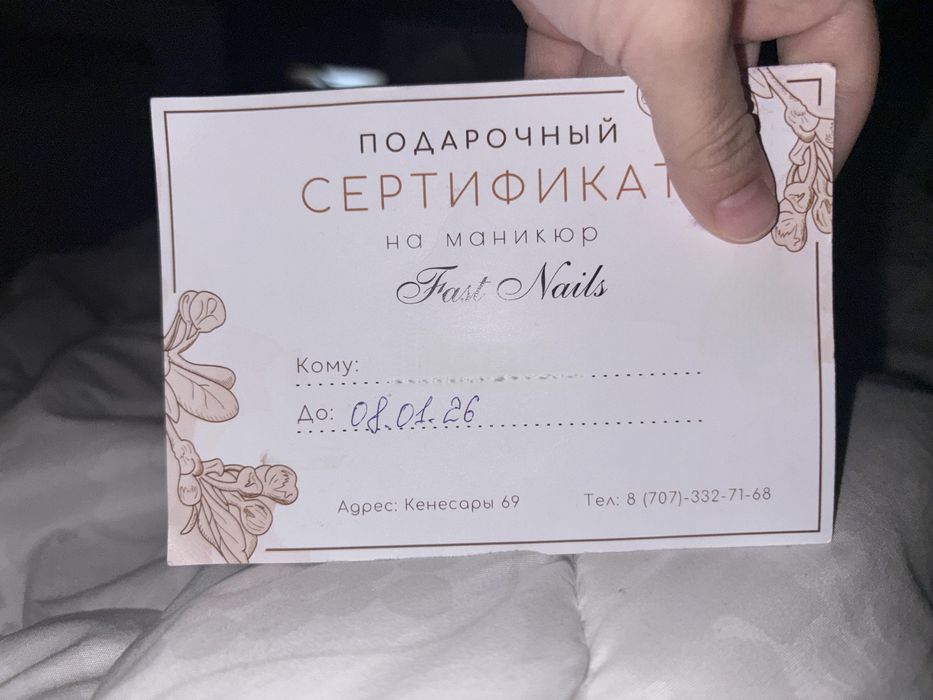 ПОДАРОЧНЫЙ
СЕРТИФИКАТ
на маникюр
Fast Nails
Кому:
До: 08.01.26
Адрес: Кенесары 69 Тел: 8 (707)-332-71-68